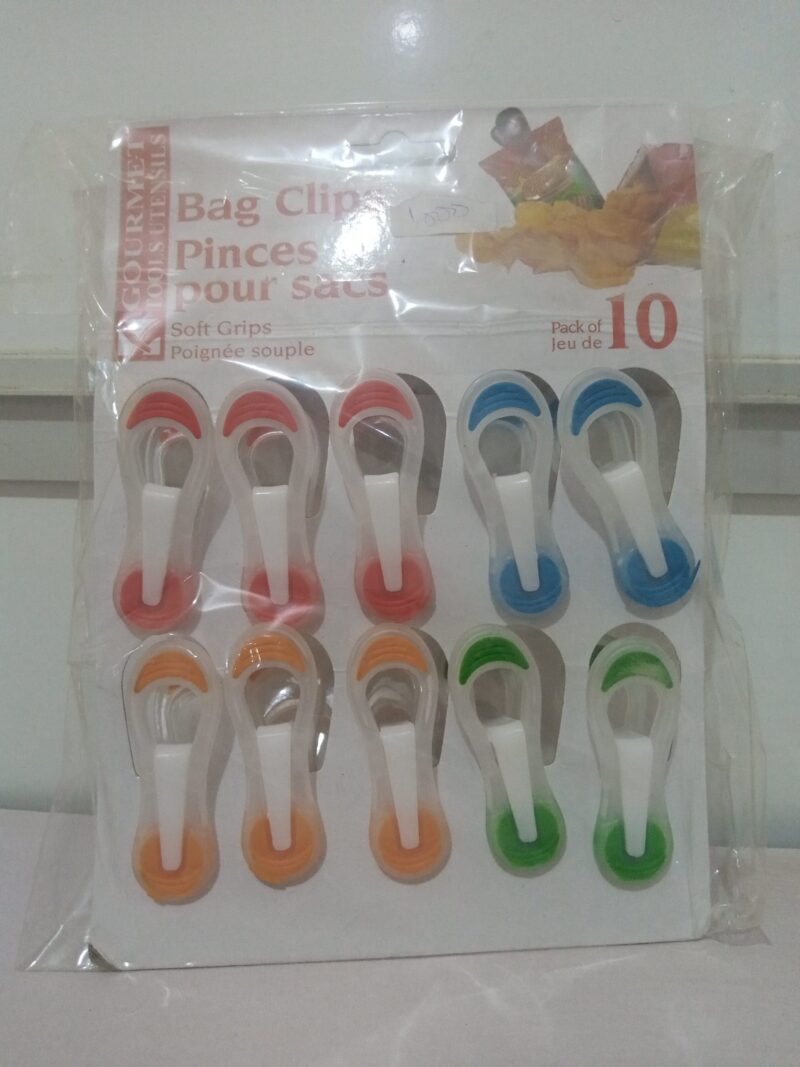 GOURMET
TOOLS UTENSILS
Bag Clips
Pinces
pour sacs
Soft Grips
Poignée souple
Pack of
Jeu de
10